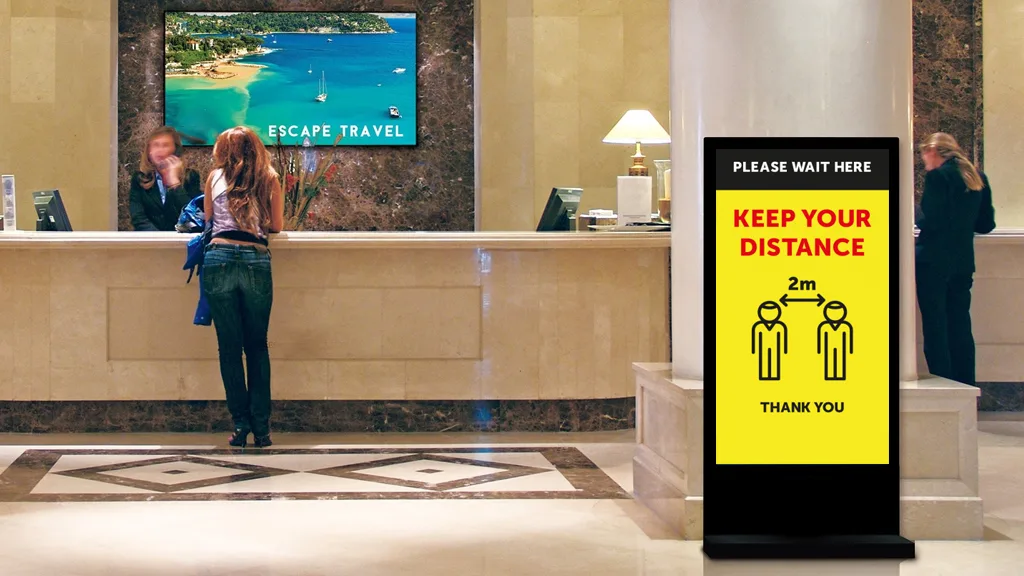 ESCAPE TRAVEL
PLEASE WAIT HERE
KEEP YOUR
DISTANCE
2m
THANK YOU